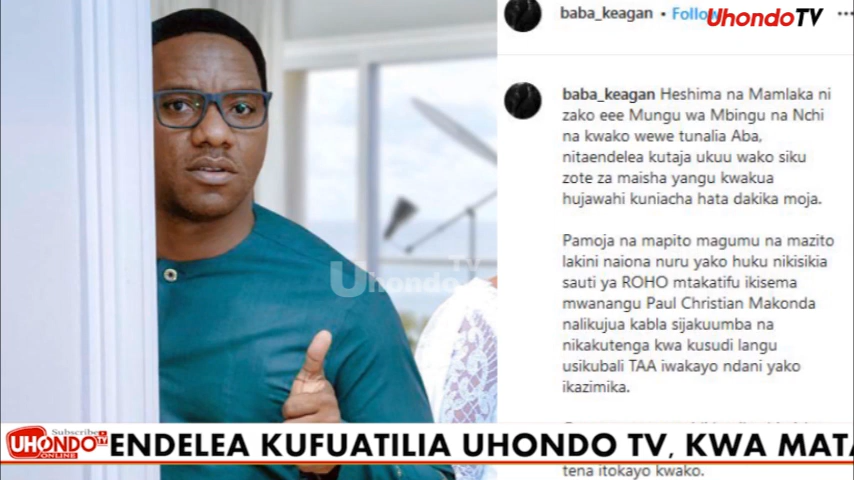 baba_keagan • Follow
UhondoTV
baba_keagan Heshima na Mamlaka ni
zako eee Mungu wa Mbingu na Nchi
na kwako wewe tunalia Aba,
nitaendelea kutaja ukuu wako siku
zote za maisha yangu kwakua
hujawahi kuniacha hata dakika moja.
Pamoja na mapito magumu na mazito
lakini naiona nuru yako huku nikisikia
sauti ya ROHO mtakatifu ikisema
mwanangu Paul Christian Makonda
nalikujua kabla sijakuumba na
nikakutenga kwa kusudi langu
usikubali TAA iwakayo ndani yako
ikazimika.
Uhondo TV
Subscribe
UHONDO TV
ONLINE
ENDELEA KUFUATILIA UHONDO TV, KWA MATA
tena itokayo kwako.